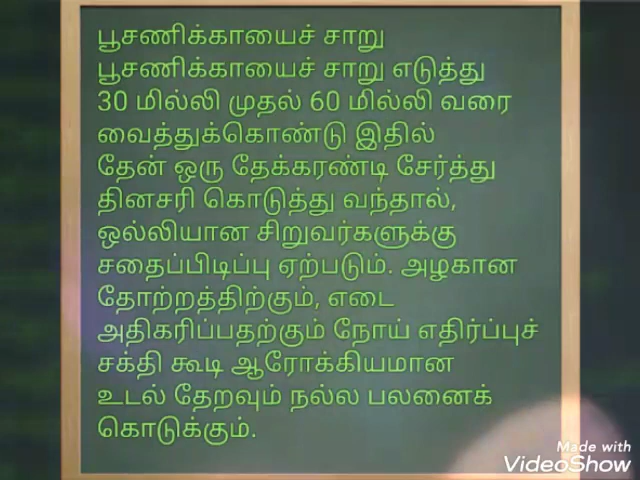 பூசணிக்காயைச் சாறு
பூசணிக்காயைச் சாறு எடுத்து
30 மில்லி முதல் 60 மில்லி வரை
வைத்துக்கொண்டு இதில்
தேன் ஒரு தேக்கரண்டி சேர்த்து
தினசரி கொடுத்து வந்தால்,
ஒல்லியான சிறுவர்களுக்கு
சதைப்பிடிப்பு ஏற்படும். அழகான
தோற்றத்திற்கும், எடை
அதிகரிப்பதற்கும் நோய் எதிர்ப்புச்
சக்தி கூடி ஆரோக்கியமான
உடல் தேறவும் நல்ல பலனைக்
கொடுக்கும்.
Made with
VideoShow